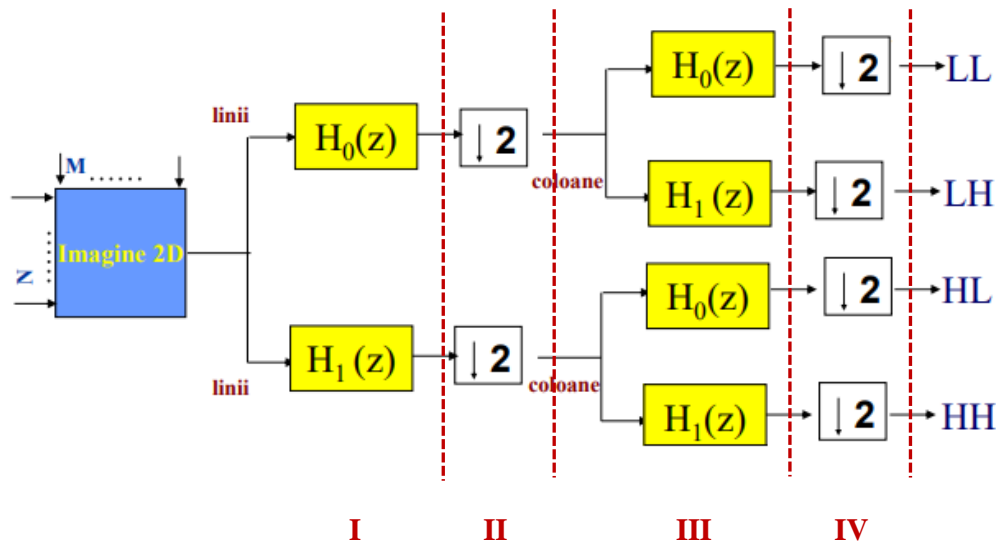 H₀(z)
↓ 2
LL
linii
H₀(z)
↓ 2
coloane
M ......
H₁(z)
↓ 2
LH
Imagine 2D
N ......
H₀(z)
↓ 2
HL
linii
H₁(z)
↓ 2
coloane
H₁(z)
↓ 2
HH
I II III IV